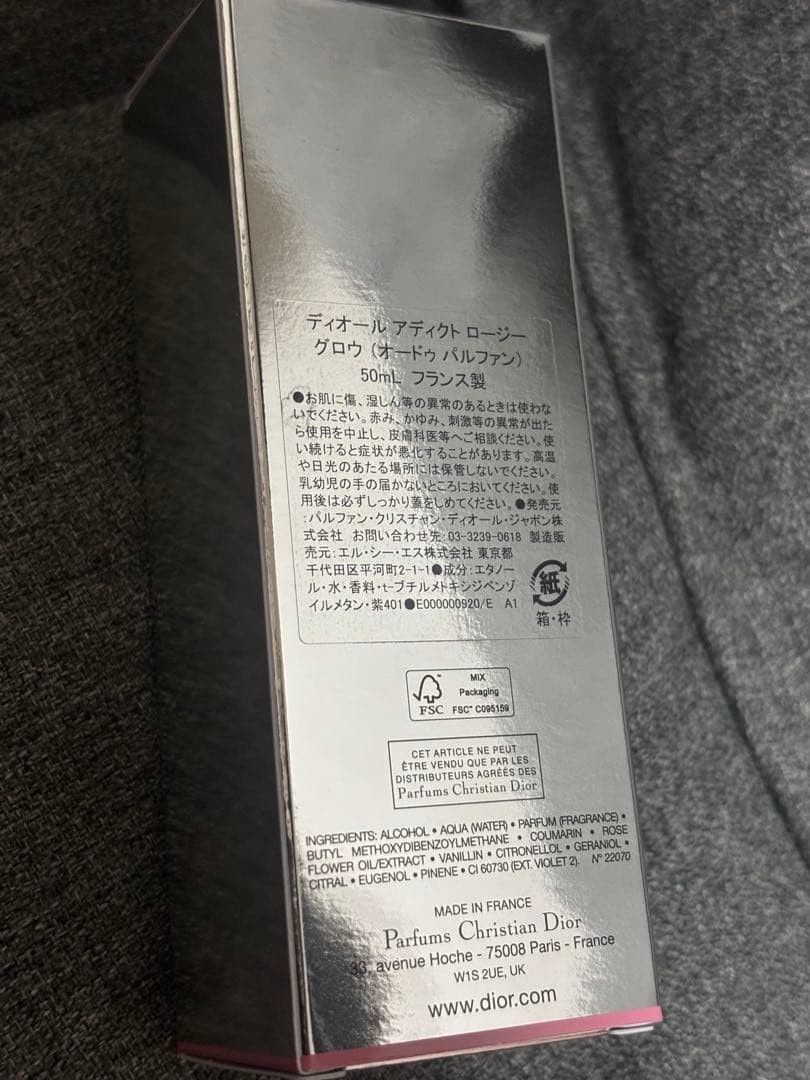 ディオール アディクト ロージー
グロウ (オードゥ パルファン)
50mL フランス製
●お肌に傷、湿しん等の異常のあるときは使わな
いでください。赤み、かゆみ、刺激等の異常が出た
ら使用を中止し、皮膚科医等へご相談ください。使
い続けると症状が悪化することがあります。高温
や日光のあたる場所には保管しないでください。
乳幼児の手の届かないところにおいてください。使
用後は必ずしっかり蓋をしめてください。●発売元
:パルファン・クリスチャン・ディオール・ジャポン株
式会社 お問い合わせ先:03-3239-0618 製造販
売元:エル・シー・エス株式会社 東京都
千代田区平河町2-1-1●成分:エタノー
ル・水・香料・t-ブチルメトキシジベンゾ
イルメタン・紫401●E000000920/E A1
紙
箱・枠
FSC™
MIX
Packaging
FSC™ C095159
CET ARTICLE NE PEUT
ÊTRE VENDU QUE PAR LES
DISTRIBUTEURS AGRÉÉS DES
Parfums Christian Dior
INGREDIENTS: ALCOHOL • AQUA (WATER) • PARFUM (FRAGRANCE) •
BUTYL METHOXYDIBENZOYLMETHANE • COUMARIN • ROSE
FLOWER OIL/EXTRACT • VANILLIN • CITRONELLOL • GERANIOL •
CITRAL • EUGENOL • PINENE • CI 60730 (EXT. VIOLET 2). N° 22070
MADE IN FRANCE
Parfums Christian Dior
33, avenue Hoche - 75008 Paris - France
W1S 2UE, UK
www.dior.com